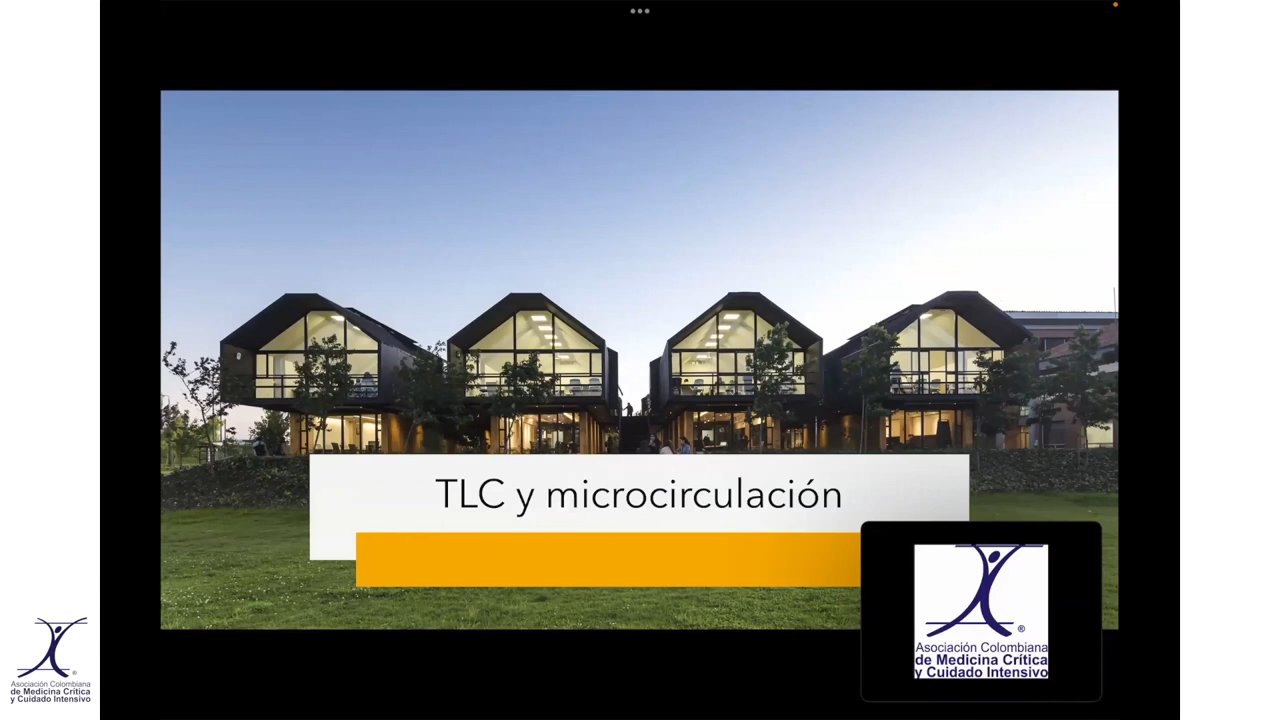 TLC y microcirculación
®
Asociación Colombiana
de Medicina Crítica
y Cuidado Intensivo
®
Asociación Colombiana
de Medicina Crítica
y Cuidado Intensivo